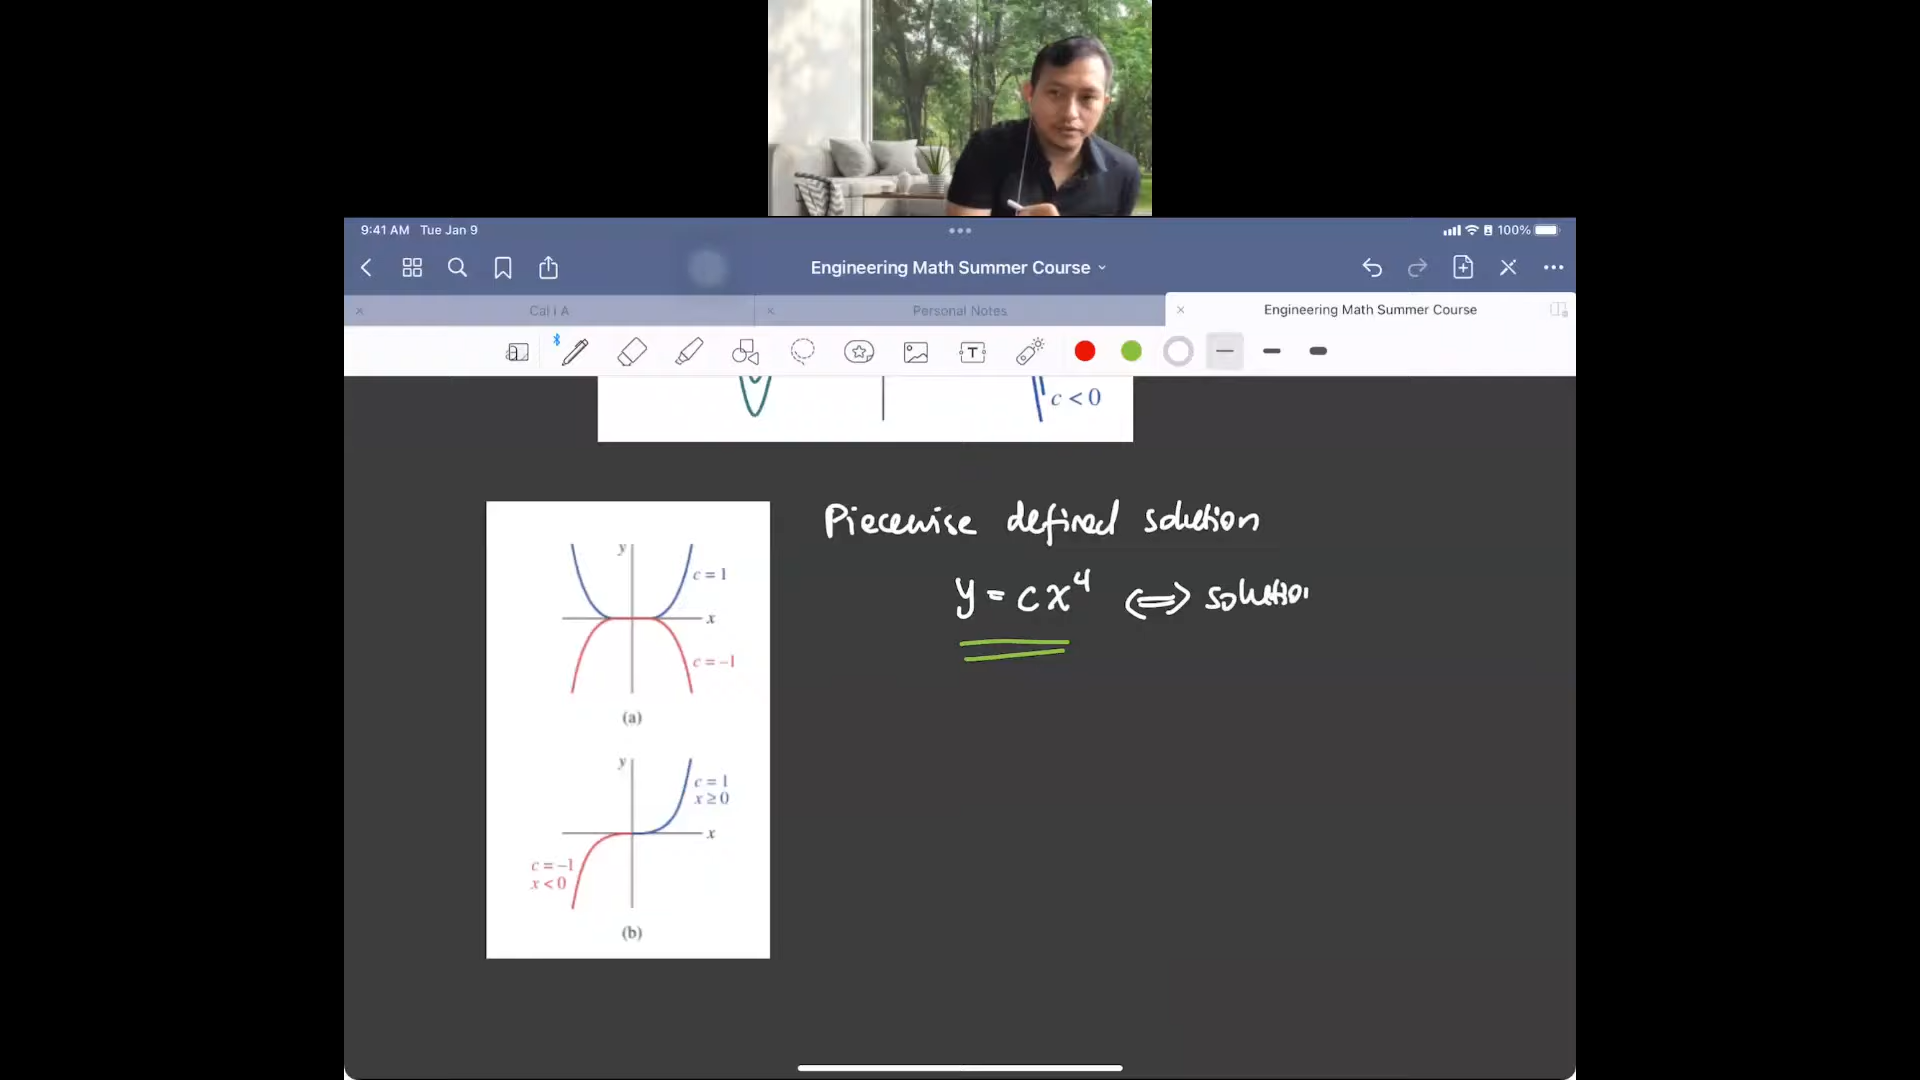 9:41 AM Tue Jan 9
100%
Engineering Math Summer Course
Cal i A
Personal Notes
Engineering Math Summer Course
T
c < 0
Piecewise defined solution
y = cx⁴ <=> solution
y
c = 1
x
c = −1
(a)
y
c = 1
x ≥ 0
x
c = −1
x < 0
(b)